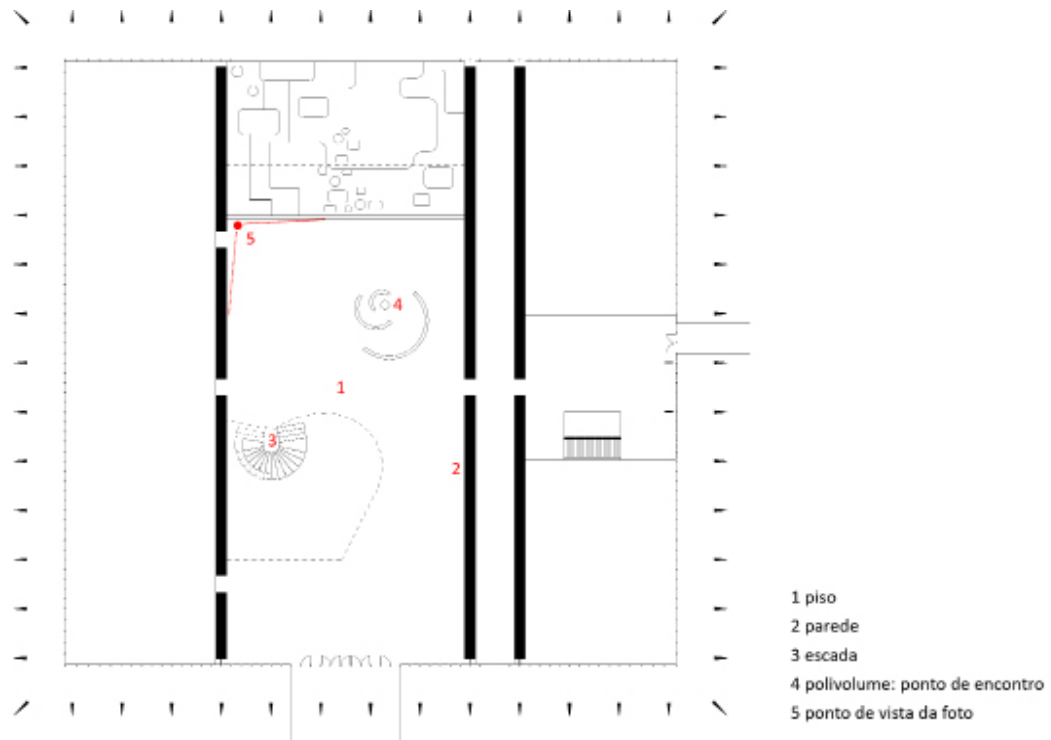 5
4
1
3
2
1 piso
2 parede
3 escada
4 polivolume: ponto de encontro
5 ponto de vista da foto